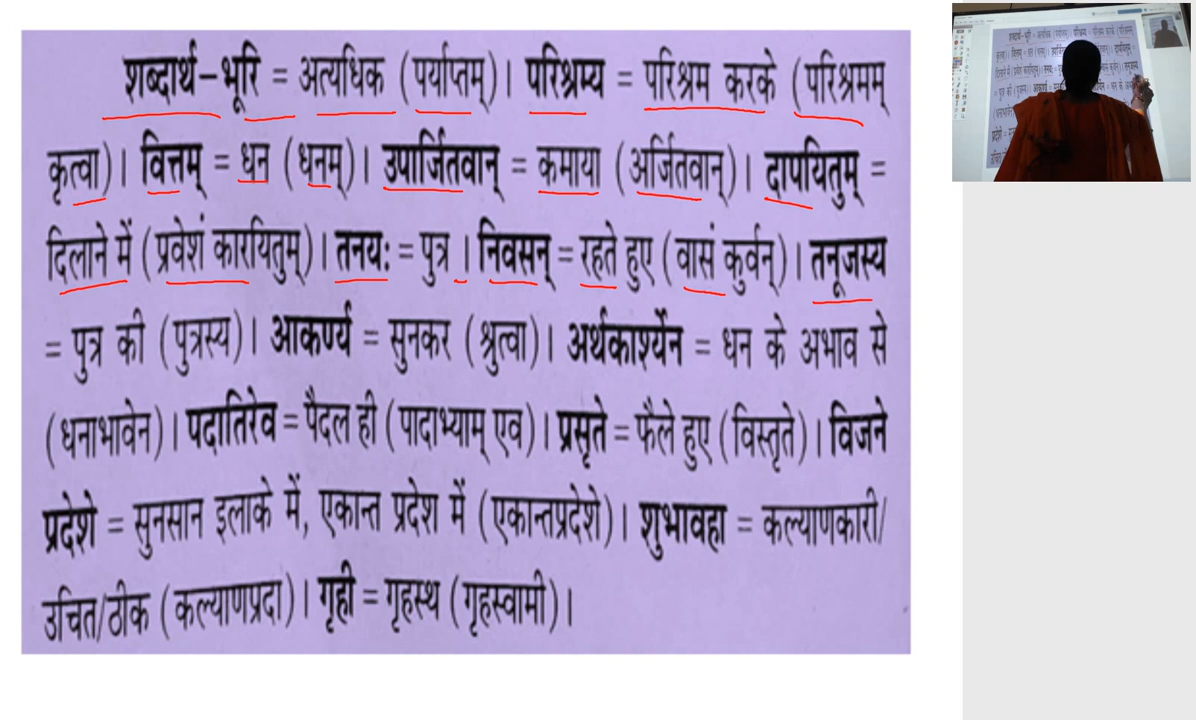 शब्दार्थ-भूरि = अत्यधिक (पर्याप्तम्)। परिश्रम्य = परिश्रम करके (परिश्रमम्
कृत्वा)। वित्तम् = धन (धनम्)। उपार्जितवान् = कमाया (अर्जितवान्)। दापयितुम् =
दिलाने में (प्रवेशं कारयितुम्)। तनयः = पुत्र । निवसन् = रहते हुए (वासं कुर्वन्)। तनूजस्य
= पुत्र की (पुत्रस्य)। आकर्ण्य = सुनकर (श्रुत्वा)। अर्थकार्श्येन = धन के अभाव से
(धनाभावेन)। पदातिरेव = पैदल ही (पादाभ्याम् एव)। प्रसृते = फैले हुए (विस्तृते)। विजने
प्रदेशे = सुनसान इलाके में, एकान्त प्रदेश में (एकान्तप्रदेशे)। शुभावहा = कल्याणकारी/
उचित/ठीक (कल्याणप्रदा)। गृही = गृहस्थ (गृहस्वामी)।